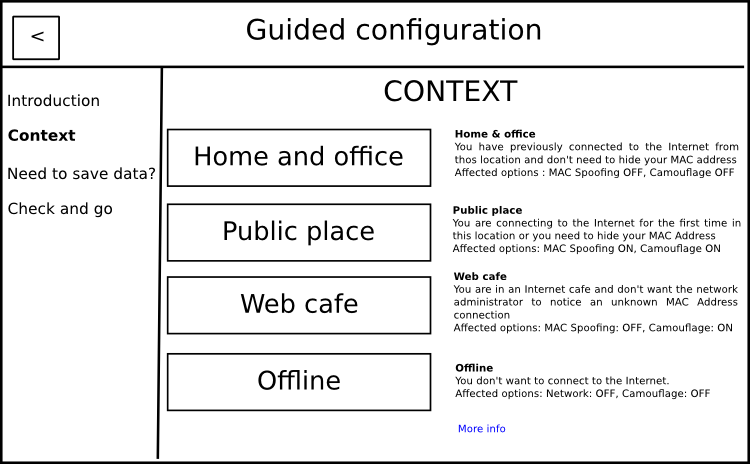 <
Guided configuration
Introduction
Context
Need to save data?
Check and go
CONTEXT
Home and office
Home & office
You have previously connected to the Internet from
thos location and don't need to hide your MAC address
Affected options : MAC Spoofing OFF, Camouflage OFF
Public place
Public place
You are connecting to the Internet for the first time in
this location or you need to hide your MAC Address
Affected options: MAC Spoofing ON, Camouflage ON
Web cafe
Web cafe
You are in an Internet cafe and don't want the network
administrator to notice an unknown MAC Address
connection
Affected options: MAC Spoofing: OFF, Camouflage: ON
Offline
Offline
You don't want to connect to the Internet.
Affected options: Network: OFF, Camouflage: OFF
More info